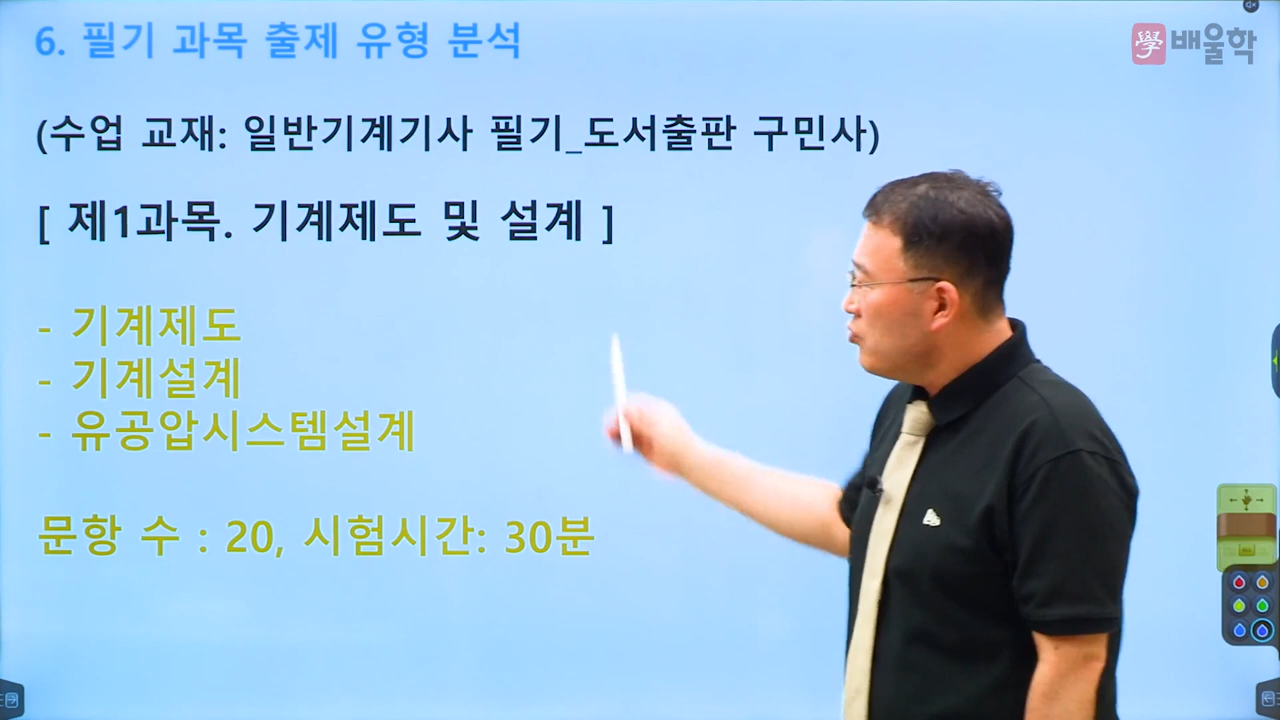 6. 필기 과목 출제 유형 분석
學 배울학
(수업 교재: 일반기계기사 필기_도서출판 구민사)
[ 제1과목. 기계제도 및 설계 ]
- 기계제도
- 기계설계
- 유공압시스템설계
문항 수 : 20, 시험시간: 30분